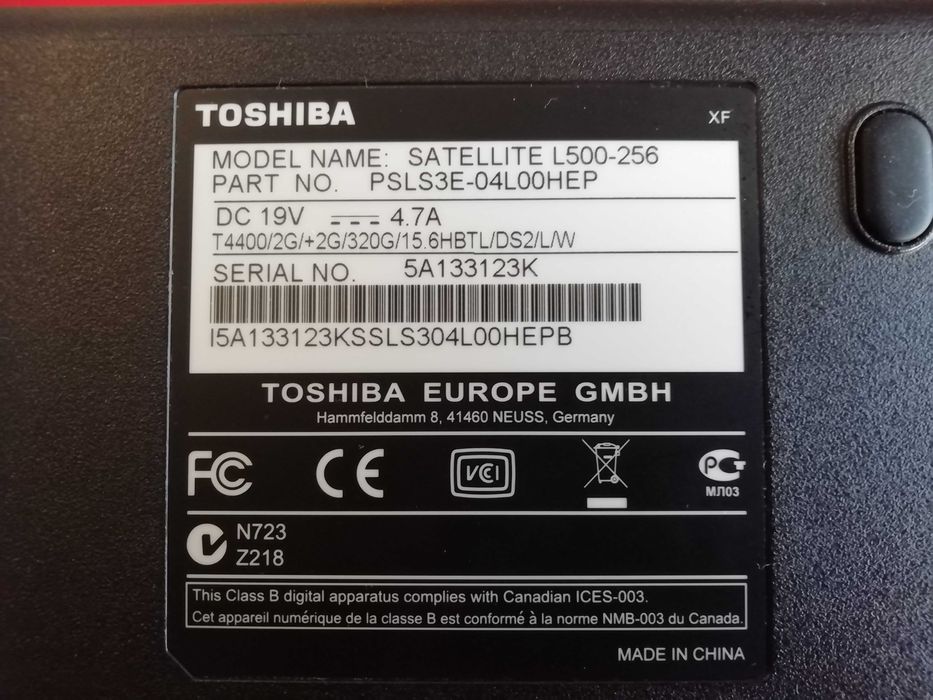 TOSHIBA
XF
MODEL NAME: SATELLITE L500-256
PART NO. PSLS3E-04L00HEP
DC 19V ⎓ 4.7A
T4400/2G/+2G/320G/15.6HBTL/DS2/L/W
SERIAL NO. 5A133123K
I5A133123KSSLS304L00HEPB
TOSHIBA EUROPE GMBH
Hammfelddamm 8, 41460 NEUSS, Germany
FC CE VCI PCT
МЛ03
N723
Z218
This Class B digital apparatus complies with Canadian ICES-003.
Cet appareil numérique de la classe B est conformé à la norme NMB-003 du Canada.
MADE IN CHINA